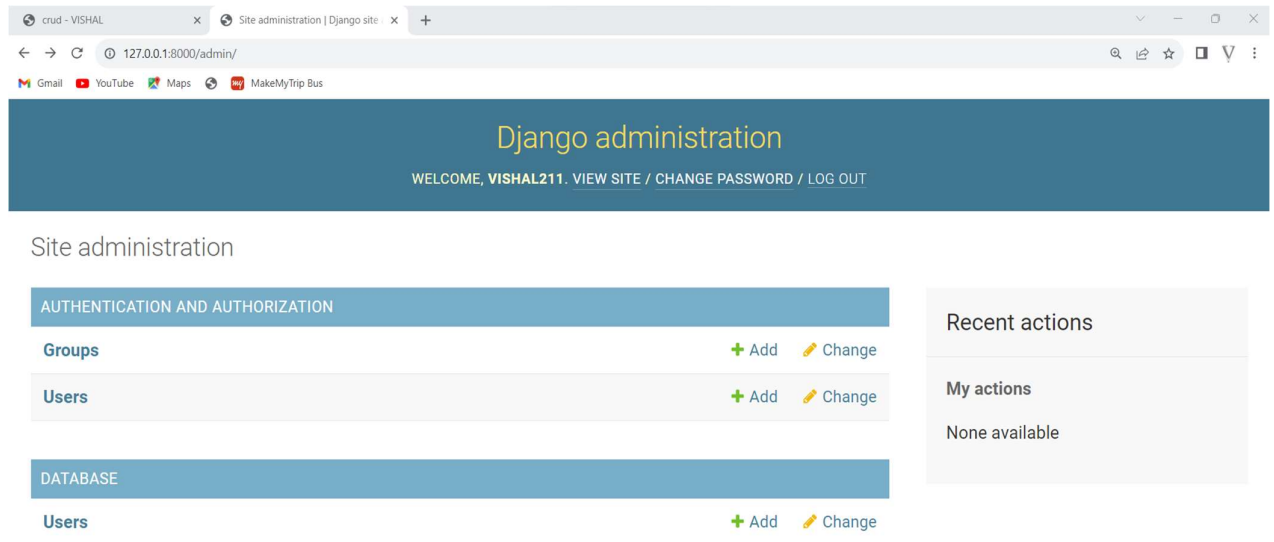 crud - VISHAL
Site administration | Django site
127.0.0.1:8000/admin/
Gmail YouTube Maps MakeMyTrip Bus
Django administration
WELCOME, VISHAL211. VIEW SITE / CHANGE PASSWORD / LOG OUT
Site administration
AUTHENTICATION AND AUTHORIZATION
Groups Add Change
Users Add Change
DATABASE
Users Add Change
Recent actions
My actions
None available